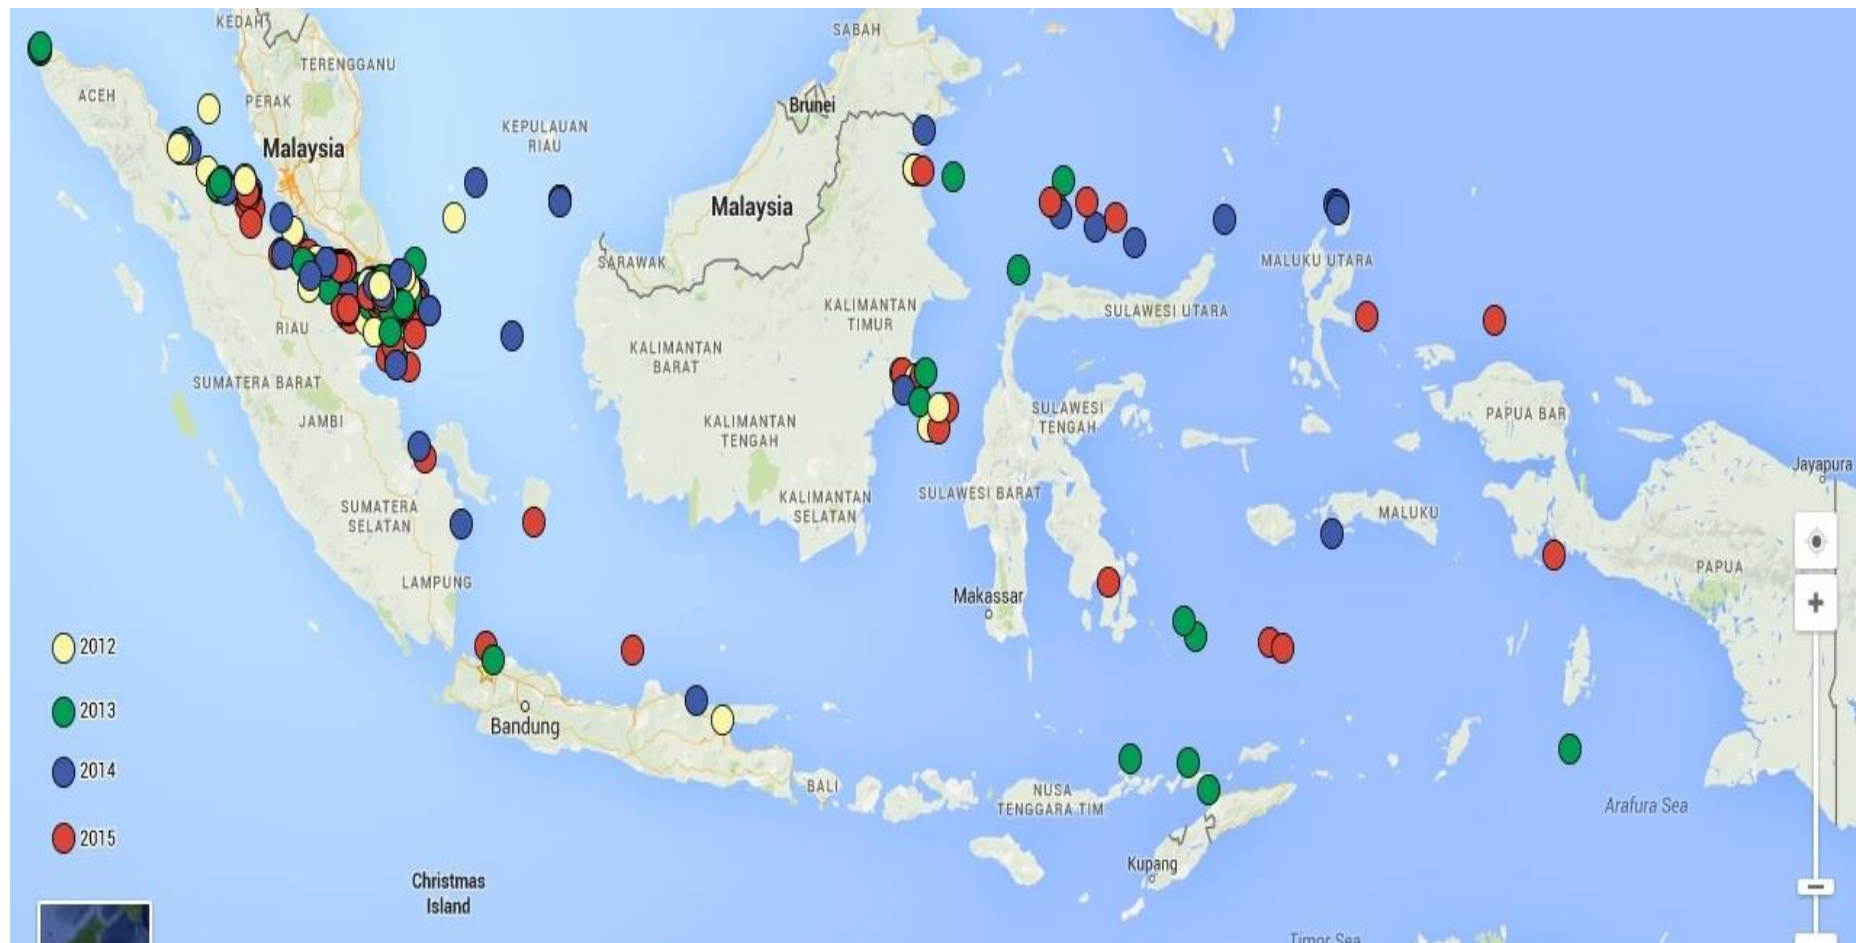 KEDAH
SABAH
TERENGGANU
ACEH
PERAK
Brunei
KEPULAUAN
RIAU
Malaysia
Malaysia
SARAWAK
MALUKU UTARA
KALIMANTAN
TIMUR
SULAWESI UTARA
RIAU
KALIMANTAN
BARAT
SUMATERA BARAT
SULAWESI
TENGAH
PAPUA BAR
JAMBI
KALIMANTAN
TENGAH
Jayapura
SUMATERA
SELATAN
KALIMANTAN
SELATAN
SULAWESI BARAT
MALUKU
PAPUA
LAMPUNG
Makassar
2012
2013
Bandung
2014
BALI
NUSA
TENGGARA TIM.
Arafura Sea
2015
Kupang
Christmas
Island
Timor Sea